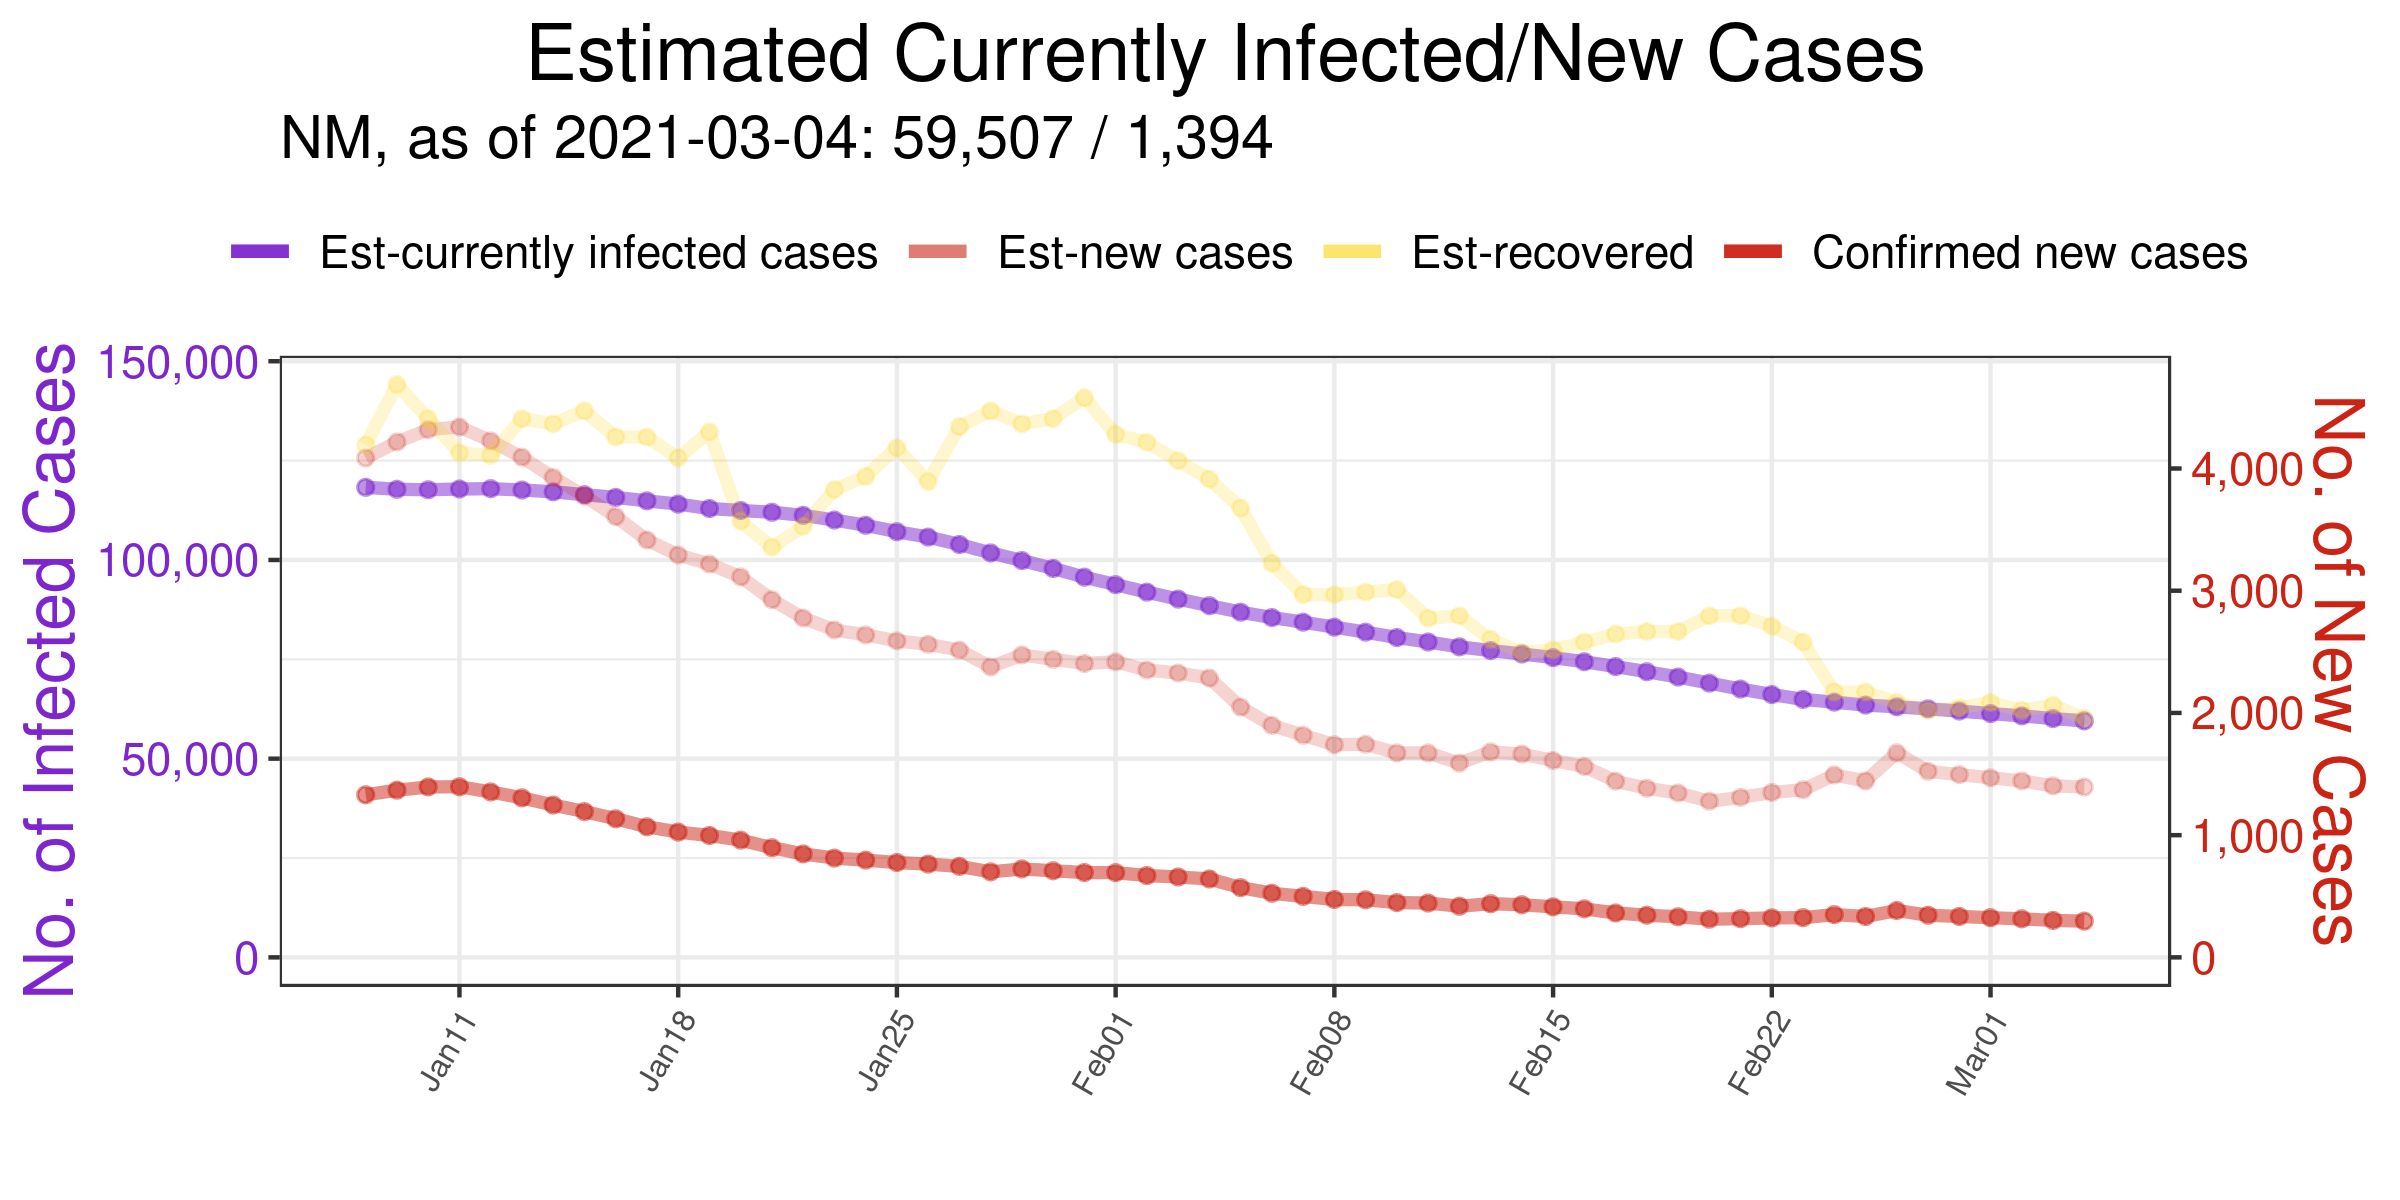 Estimated Currently Infected/New Cases
NM, as of 2021-03-04: 59,507 / 1,394
Est-currently infected cases Est-new cases Est-recovered Confirmed new cases
No. of Infected Cases
150,000
100,000
50,000
0
4,000
3,000
2,000
1,000
0
No. of New Cases
Jan11 Jan18 Jan25 Feb01 Feb08 Feb15 Feb22 Mar01